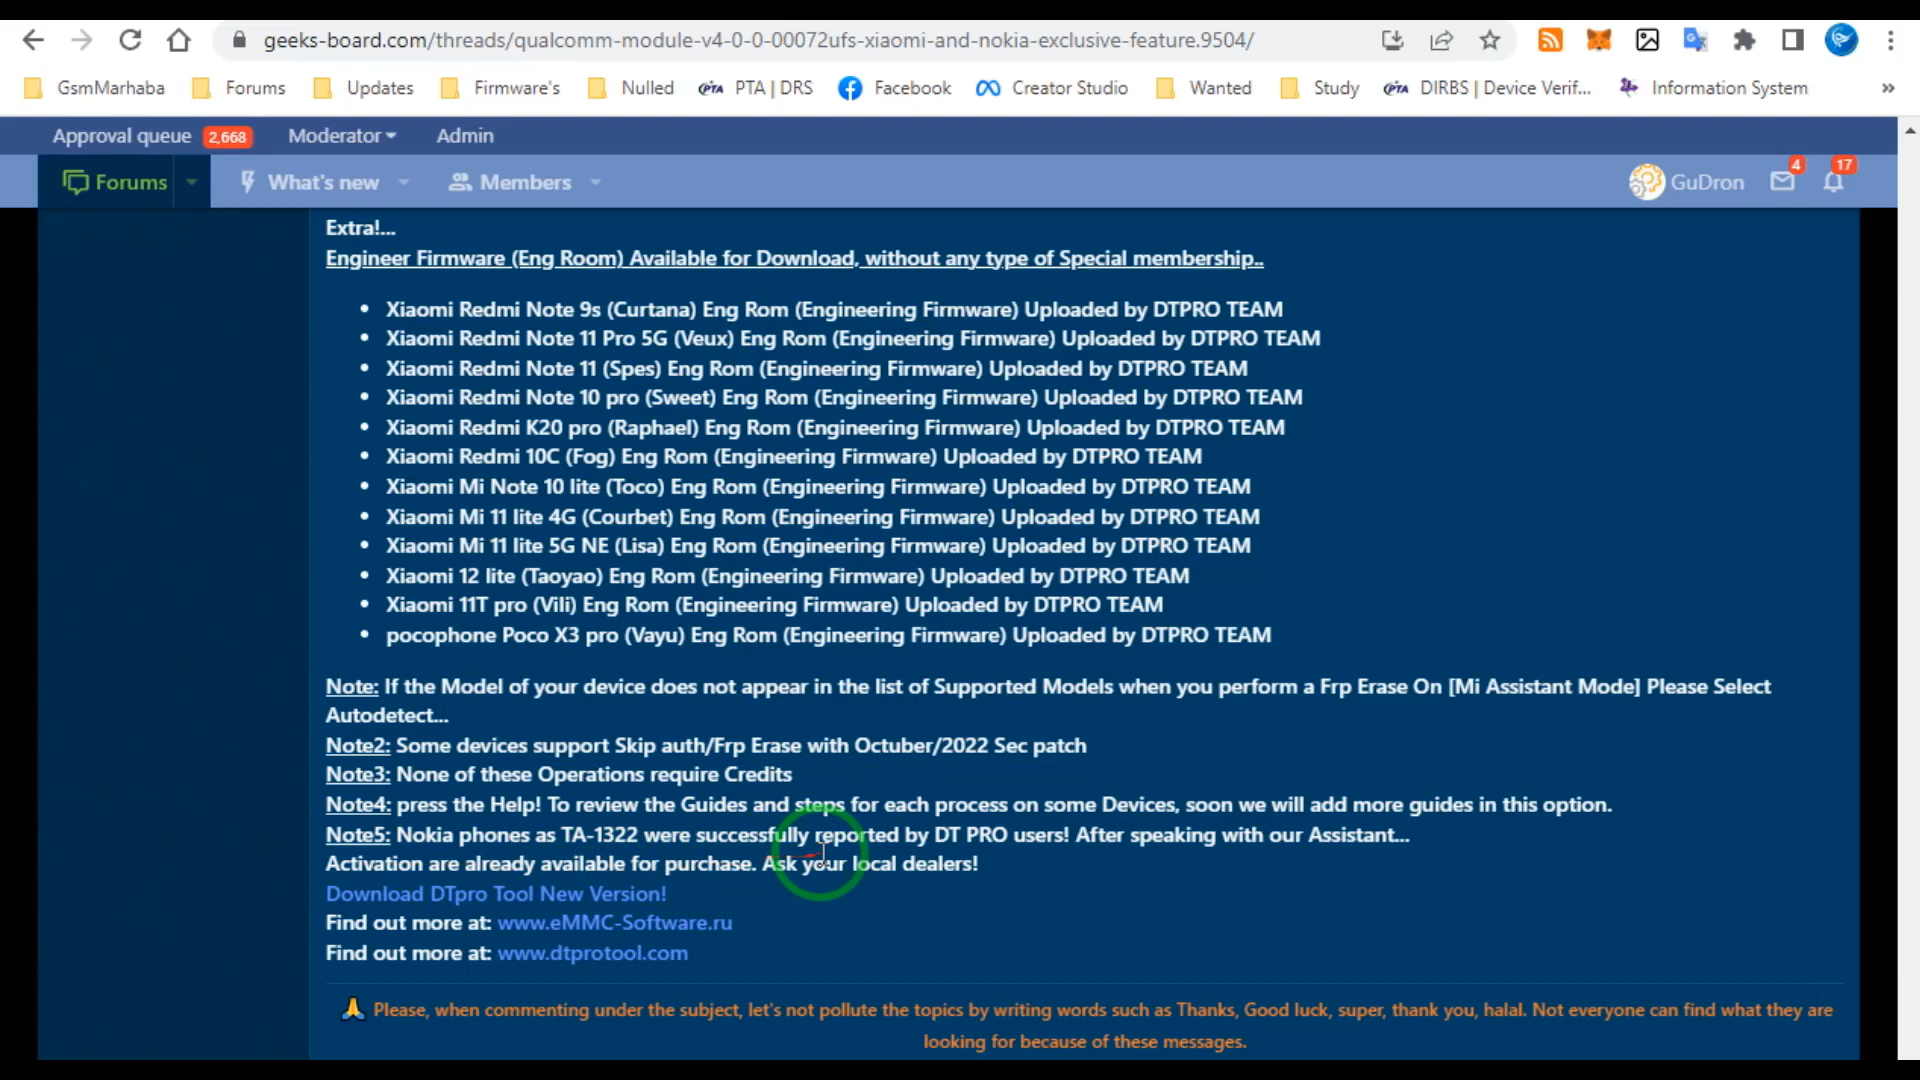 geeks-board.com/threads/qualcomm-module-v4-0-0-00072ufs-xiaomi-and-nokia-exclusive-feature.9504/
GsmMarhaba Forums Updates Firmware's Nulled PTA | DRS Facebook Creator Studio Wanted Study DIRBS | Device Verif... Information System »
Approval queue 2,668 Moderator Admin
Forums What's new Members GuDron 4 17
Extra!...
Engineer Firmware (Eng Room) Available for Download, without any type of Special membership..
• Xiaomi Redmi Note 9s (Curtana) Eng Rom (Engineering Firmware) Uploaded by DTPRO TEAM
• Xiaomi Redmi Note 11 Pro 5G (Veux) Eng Rom (Engineering Firmware) Uploaded by DTPRO TEAM
• Xiaomi Redmi Note 11 (Spes) Eng Rom (Engineering Firmware) Uploaded by DTPRO TEAM
• Xiaomi Redmi Note 10 pro (Sweet) Eng Rom (Engineering Firmware) Uploaded by DTPRO TEAM
• Xiaomi Redmi K20 pro (Raphael) Eng Rom (Engineering Firmware) Uploaded by DTPRO TEAM
• Xiaomi Redmi 10C (Fog) Eng Rom (Engineering Firmware) Uploaded by DTPRO TEAM
• Xiaomi Mi Note 10 lite (Toco) Eng Rom (Engineering Firmware) Uploaded by DTPRO TEAM
• Xiaomi Mi 11 lite 4G (Courbet) Eng Rom (Engineering Firmware) Uploaded by DTPRO TEAM
• Xiaomi Mi 11 lite 5G NE (Lisa) Eng Rom (Engineering Firmware) Uploaded by DTPRO TEAM
• Xiaomi 12 lite (Taoyao) Eng Rom (Engineering Firmware) Uploaded by DTPRO TEAM
• Xiaomi 11T pro (Vili) Eng Rom (Engineering Firmware) Uploaded by DTPRO TEAM
• pocophone Poco X3 pro (Vayu) Eng Rom (Engineering Firmware) Uploaded by DTPRO TEAM
Note: If the Model of your device does not appear in the list of Supported Models when you perform a Frp Erase On [Mi Assistant Mode] Please Select
Autodetect...
Note2: Some devices support Skip auth/Frp Erase with Octuber/2022 Sec patch
Note3: None of these Operations require Credits
Note4: press the Help! To review the Guides and steps for each process on some Devices, soon we will add more guides in this option.
Note5: Nokia phones as TA-1322 were successfully reported by DT PRO users! After speaking with our Assistant...
Activation are already available for purchase. Ask your local dealers!
Download DTpro Tool New Version!
Find out more at: www.eMMC-Software.ru
Find out more at: www.dtprotool.com
🙏 Please, when commenting under the subject, let's not pollute the topics by writing words such as Thanks, Good luck, super, thank you, halal. Not everyone can find what they are
looking for because of these messages.